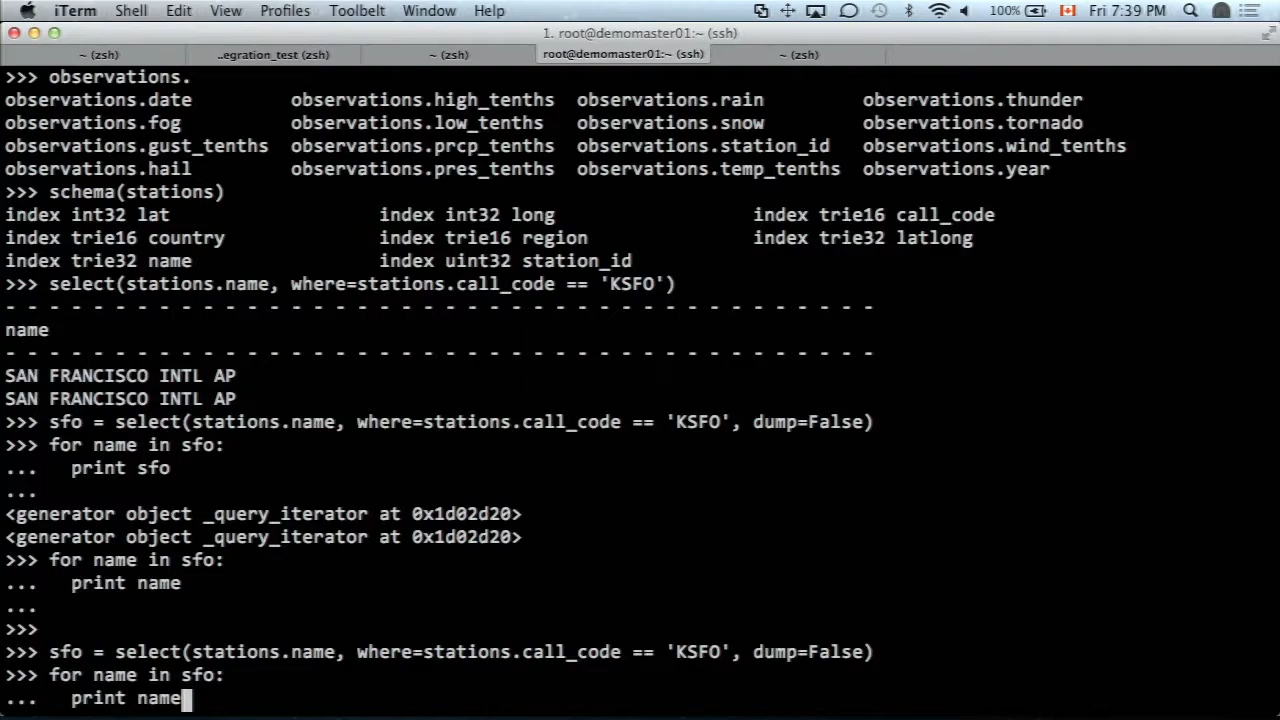 iTerm Shell Edit View Profiles Toolbelt Window Help 100% Fri 7:39 PM
1. root@demomaster01:~ (ssh)
~ (zsh) ..egration_test (zsh) ~ (zsh) root@demomaster01:~ (ssh) ~ (zsh)
>>> observations.
observations.date observations.high_tenths observations.rain observations.thunder
observations.fog observations.low_tenths observations.snow observations.tornado
observations.gust_tenths observations.prcp_tenths observations.station_id observations.wind_tenths
observations.hail observations.pres_tenths observations.temp_tenths observations.year
>>> schema(stations)
index int32 lat index int32 long index trie16 call_code
index trie16 country index trie16 region index trie32 latlong
index trie32 name index uint32 station_id
>>> select(stations.name, where=stations.call_code == 'KSFO')
- - - - - - - - - - - - - - - - - - - - - - - - - - - - - - - - - - - - - - - -
name
- - - - - - - - - - - - - - - - - - - - - - - - - - - - - - - - - - - - - - - -
SAN FRANCISCO INTL AP
SAN FRANCISCO INTL AP
>>> sfo = select(stations.name, where=stations.call_code == 'KSFO', dump=False)
>>> for name in sfo:
...   print sfo
...
<generator object _query_iterator at 0x1d02d20>
<generator object _query_iterator at 0x1d02d20>
>>> for name in sfo:
...   print name
...
>>>
>>> sfo = select(stations.name, where=stations.call_code == 'KSFO', dump=False)
>>> for name in sfo:
...   print name